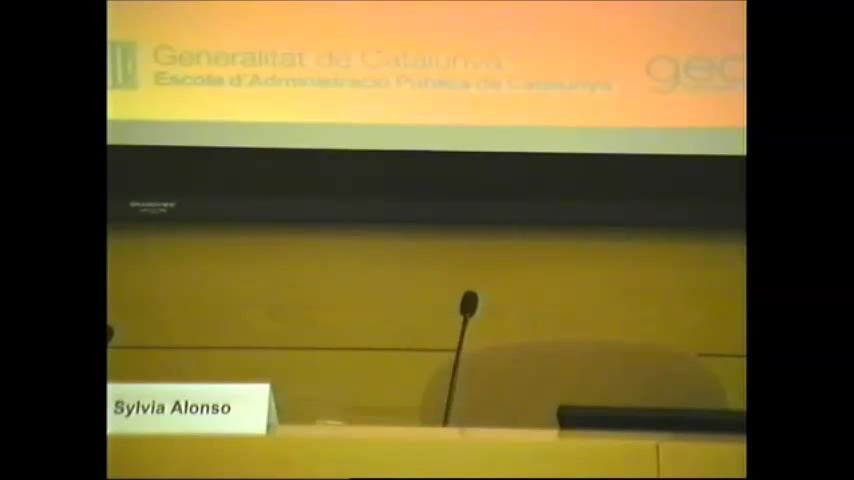 Generalitat de Catalunya
Escola d'Administració Pública de Catalunya
Sylvia Alonso